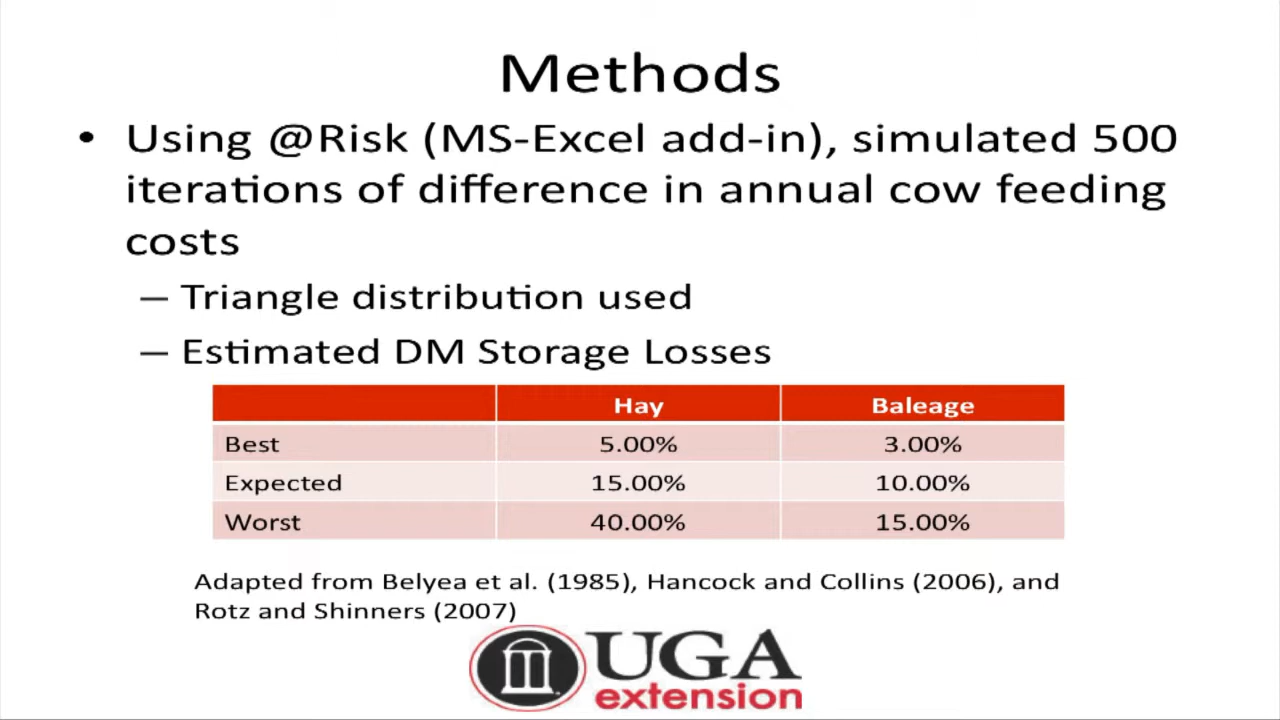 Methods
• Using @Risk (MS-Excel add-in), simulated 500
iterations of difference in annual cow feeding
costs
— Triangle distribution used
— Estimated DM Storage Losses
Hay Baleage
Best 5.00% 3.00%
Expected 15.00% 10.00%
Worst 40.00% 15.00%
Adapted from Belyea et al. (1985), Hancock and Collins (2006), and
Rotz and Shinners (2007)
UGA
extension